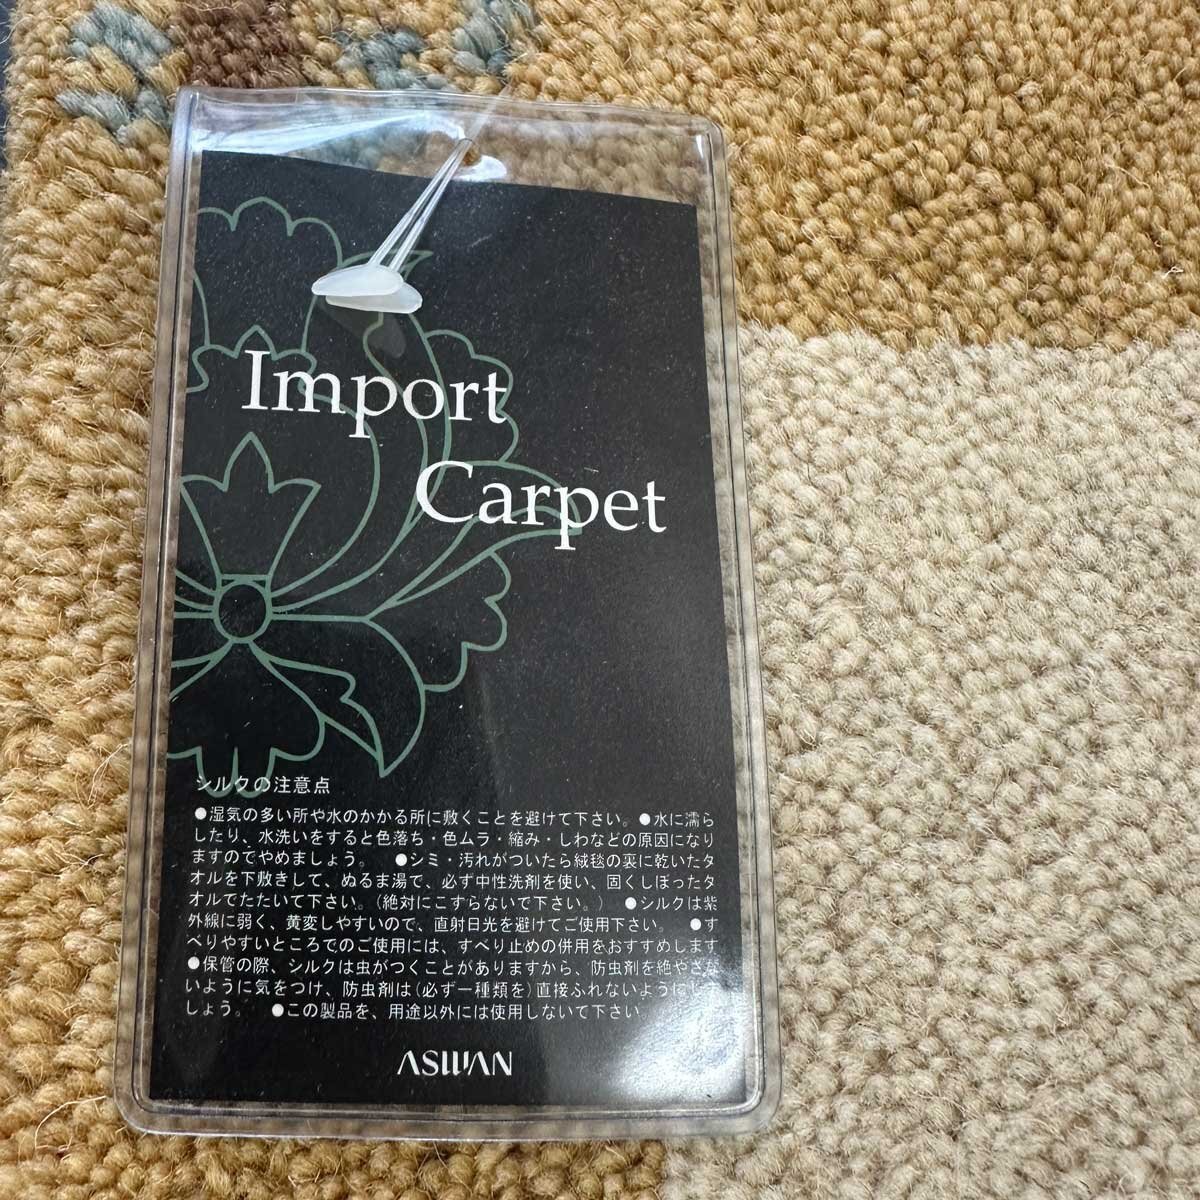 Import
Carpet
シルクの注意点
●湿気の多い所や水のかかる所に敷くことを避けて下さい。●水に濡ら
したり、水洗いをすると色落ち・色ムラ・縮み・しわなどの原因になり
ますのでやめましょう。 ●シミ・汚れがついたら絨毯の裏に乾いたタ
オルを下敷きして、ぬるま湯で、必ず中性洗剤を使い、固くしぼったタ
オルでたたいて下さい。(絶対にこすらないで下さい。) ●シルクは紫
外線に弱く、黄変しやすいので、直射日光を避けてご使用下さい。 ●す
べりやすいところでのご使用には、すべり止めの併用をおすすめします
●保管の際、シルクは虫がつくことがありますから、防虫剤を絶やさな
いように気をつけ、防虫剤は(必ず一種類を)直接ふれないようにしま
しょう。 ●この製品を、用途以外には使用しないで下さい
ASWAN